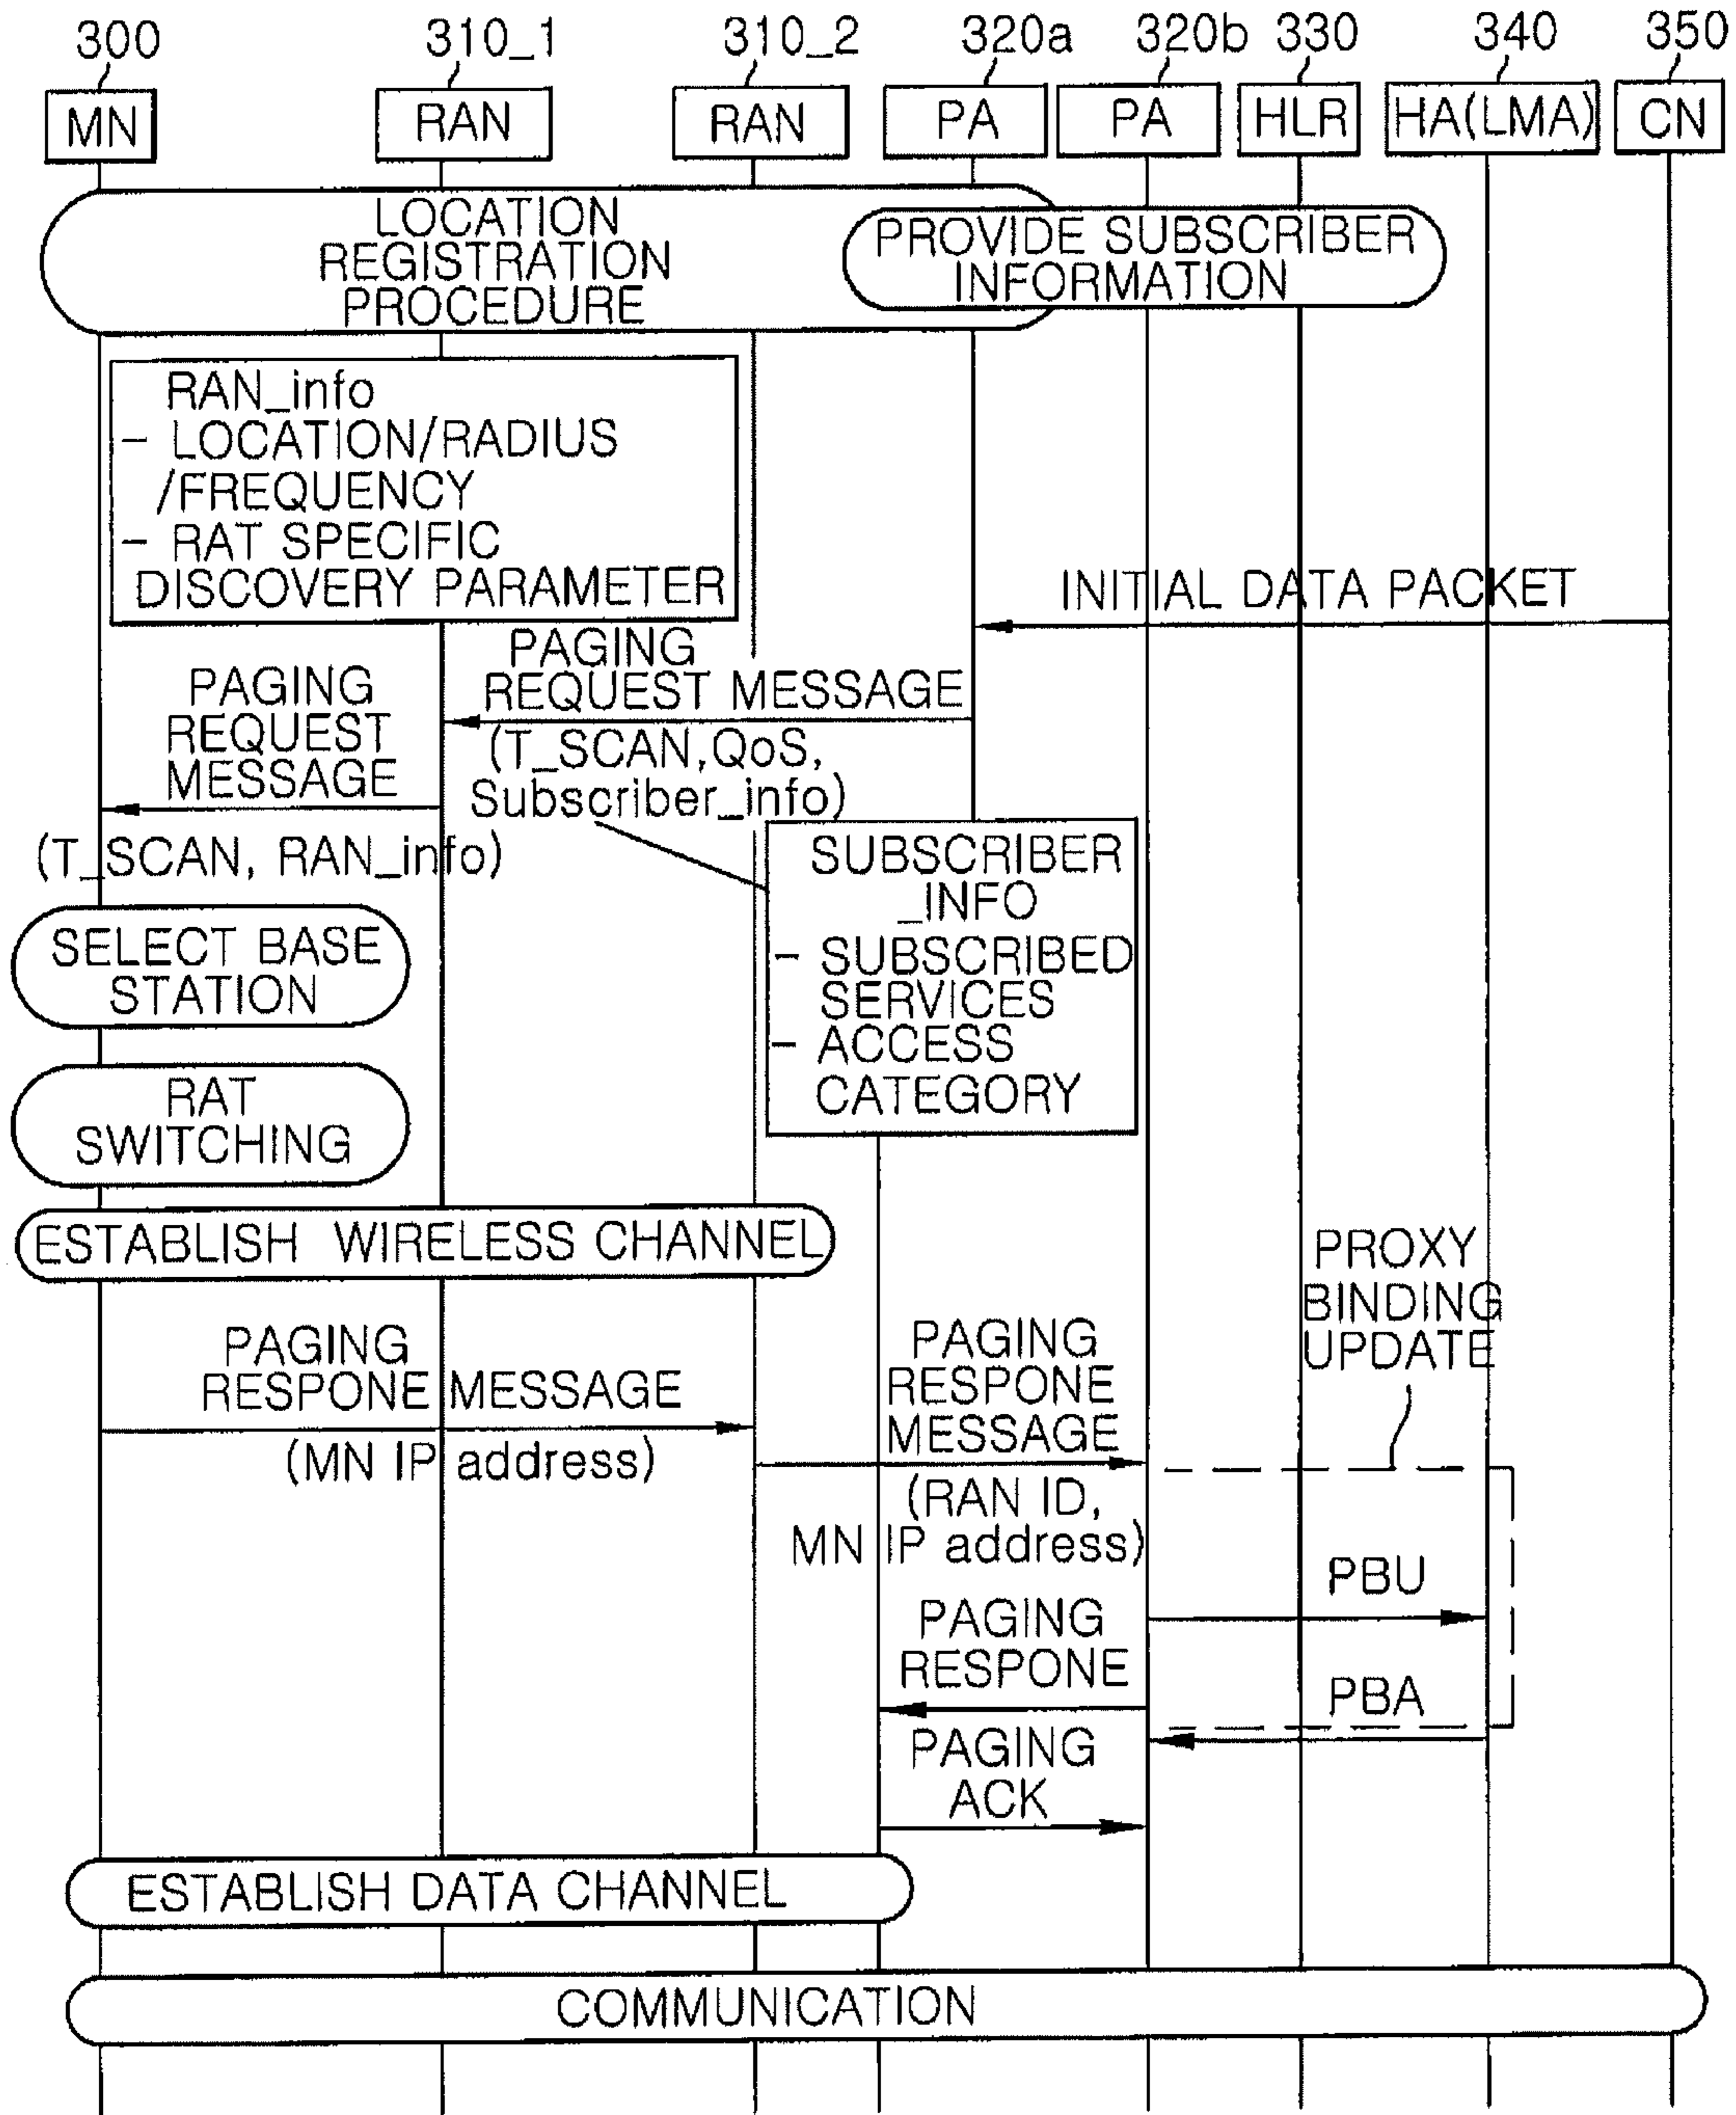 300
310_1
310_2
320a
320b
330
340
350
MN
RAN
RAN
PA
PA
HLR
HA(LMA)
CN
LOCATION
REGISTRATION
PROCEDURE
PROVIDE SUBSCRIBER
INFORMATION
RAN_info
- LOCATION/RADIUS
/FREQUENCY
- RAT SPECIFIC
DISCOVERY PARAMETER
INITIAL DATA PACKET
PAGING
REQUEST MESSAGE
(T_SCAN,QoS,
Subscriber_info)
PAGING
REQUEST
MESSAGE
(T_SCAN, RAN_info)
SUBSCRIBER
_INFO
- SUBSCRIBED
SERVICES
- ACCESS
CATEGORY
SELECT BASE
STATION
RAT
SWITCHING
ESTABLISH WIRELESS CHANNEL
PROXY
BINDING
UPDATE
PAGING
RESPONE MESSAGE
(MN IP address)
PAGING
RESPONE
MESSAGE
(RAN ID,
MN IP address)
PBU
PAGING
RESPONE
PBA
PAGING
ACK
ESTABLISH DATA CHANNEL
COMMUNICATION